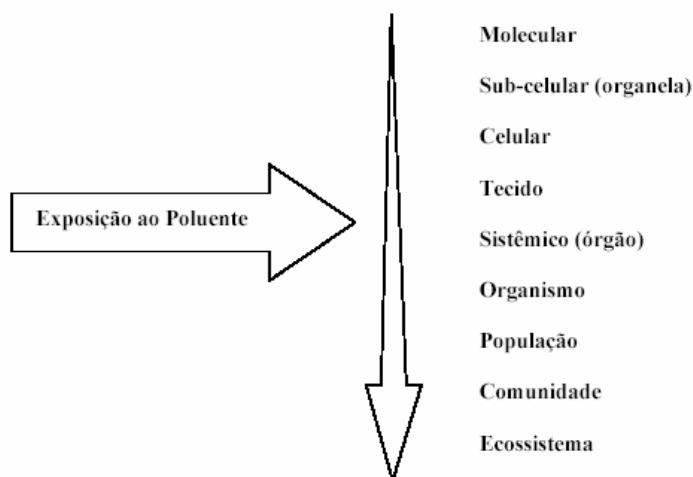 Molecular
Sub-celular (organela)
Celular
Tecido
Exposição ao Poluente
Sistêmico (órgão)
Organismo
População
Comunidade
Ecossistema